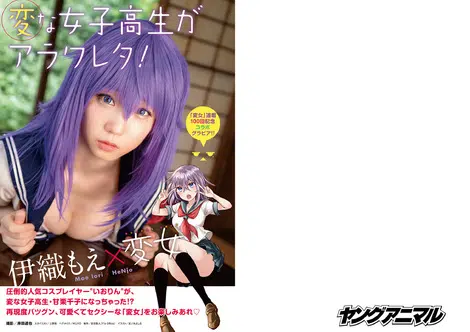 変な女子高生が
アラワレタ!
「変女」連載
100回記念
コラボ
グラビア!!
伊織もえ×変女
Moe Iori HeNjo
圧倒的人気コスプレイヤー“いおりん”が、
変な女子高生・甘栗千子になっちゃった!?
再現度バツグン、可愛くてセクシーな「変女」をお楽しみあれ♡
ヤングアニマル